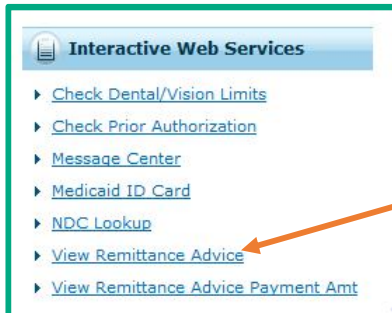 Interactive Web Services
Check Dental/Vision Limits
Check Prior Authorization
Message Center
Medicaid ID Card
NDC Lookup
View Remittance Advice
View Remittance Advice Payment Amt